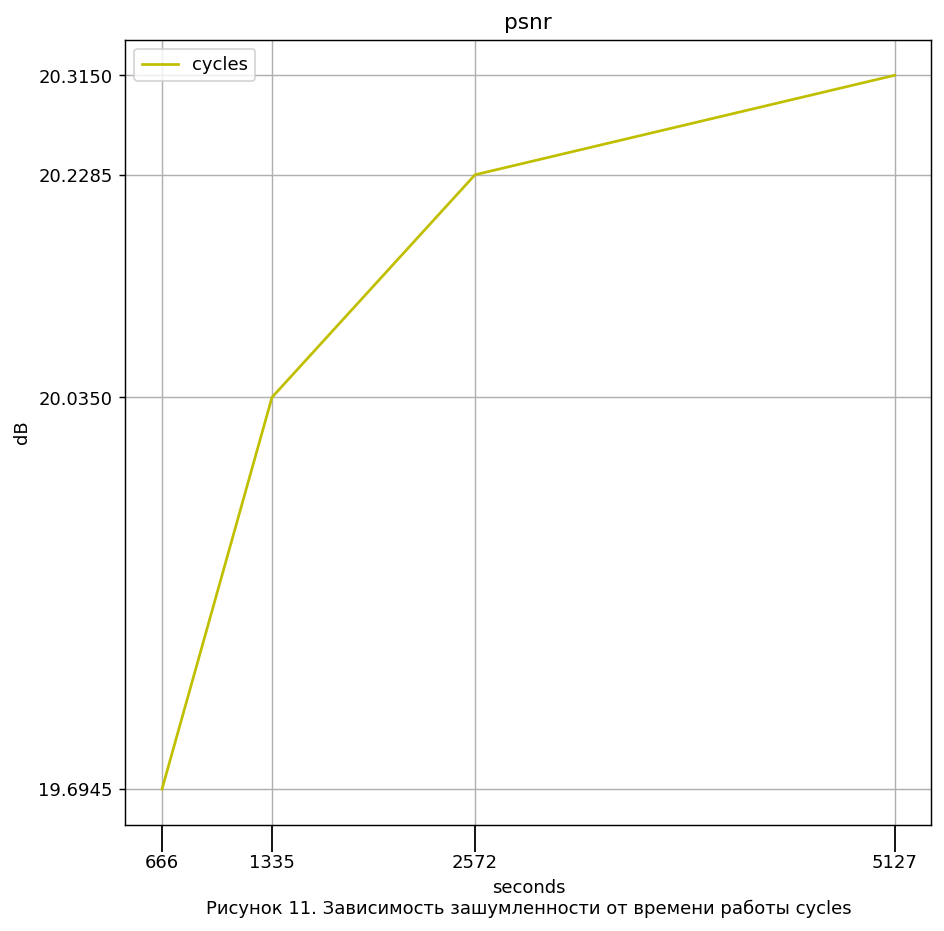 psnr
cycles
20.3150
20.2285
20.0350
dB
19.6945
666 1335 2572 5127
seconds
Рисунок 11. Зависимость зашумленности от времени работы cycles